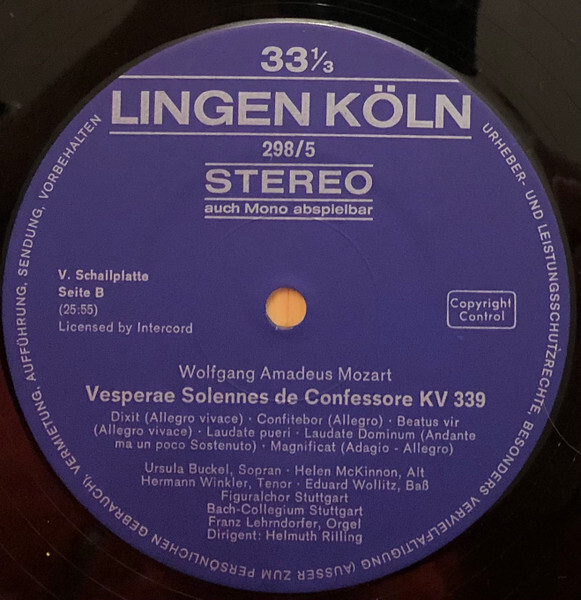 33⅓
LINGEN KÖLN
298/5
STEREO
auch Mono abspielbar
V. Schallplatte
Seite B
(25:55)
Licensed by Intercord
Copyright
Control
Wolfgang Amadeus Mozart
Vesperae Solennes de Confessore KV 339
Dixit (Allegro vivace) · Confitebor (Allegro) · Beatus vir
(Allegro vivace) · Laudate pueri · Laudate Dominum (Andante
ma un poco Sostenuto) · Magnificat (Adagio - Allegro)
Ursula Buckel, Sopran · Helen McKinnon, Alt
Hermann Winkler, Tenor · Eduard Wollitz, Baß
Figuralchor Stuttgart
Bach-Collegium Stuttgart
Franz Lehrndorfer, Orgel
Dirigent: Helmuth Rilling
URHEBER- UND LEISTUNGSSCHUTZRECHTE, BESONDERS VERVIELFÄLTIGUNG (AUSSER ZUM PERSÖNLICHEN GEBRAUCH), VERMIETUNG, AUFFÜHRUNG, SENDUNG, VORBEHALTEN